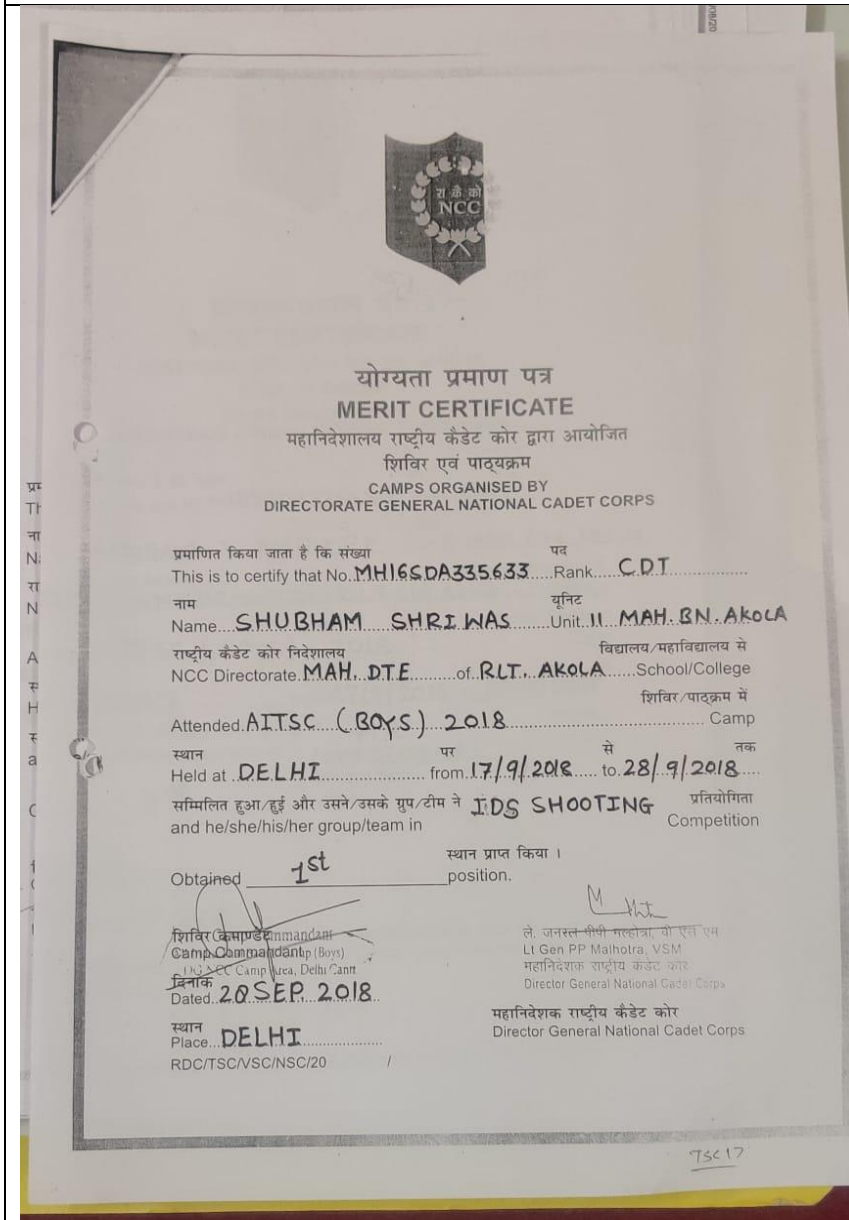 08/20
रा कै को
NCC
योग्यता प्रमाण पत्र
MERIT CERTIFICATE
महानिदेशालय राष्ट्रीय कैडेट कोर द्वारा आयोजित
शिविर एवं पाठ्यक्रम
CAMPS ORGANISED BY
DIRECTORATE GENERAL NATIONAL CADET CORPS
प्रमाणित किया जाता है कि संख्या पद
This is to certify that No. MH16SDA335633 Rank CDT
नाम यूनिट
Name SHUBHAM SHRIWAS Unit 11 MAH. BN. AKOLA
राष्ट्रीय कैडेट कोर निदेशालय विद्यालय/महाविद्यालय से
NCC Directorate. MAH. DTE of RLT. AKOLA School/College
शिविर/पाठ्क्रम में
Attended AITSC (BOYS) 2018 Camp
स्थान पर से तक
Held at DELHI from 17/9/2018 to 28/9/2018
सम्मिलित हुआ/हुई और उसने/उसके ग्रुप/टीम ने IDS SHOOTING प्रतियोगिता
and he/she/his/her group/team in Competition
स्थान प्राप्त किया ।
Obtained 1st position.
शिविर कमाण्डेंट
Camp Commandant (Boys)
Camp Area, Delhi Cantt
ले. जनरल पीपी मल्होत्रा, वी एस एम
Lt Gen PP Malhotra, VSM
महानिदेशक राष्ट्रीय कैडेट कोर
Director General National Cadet Corps
दिनांक
Dated. 28 SEP. 2018
महानिदेशक राष्ट्रीय कैडेट कोर
Director General National Cadet Corps
स्थान
Place DELHI
RDC/TSC/VSC/NSC/20 /
TSC 17